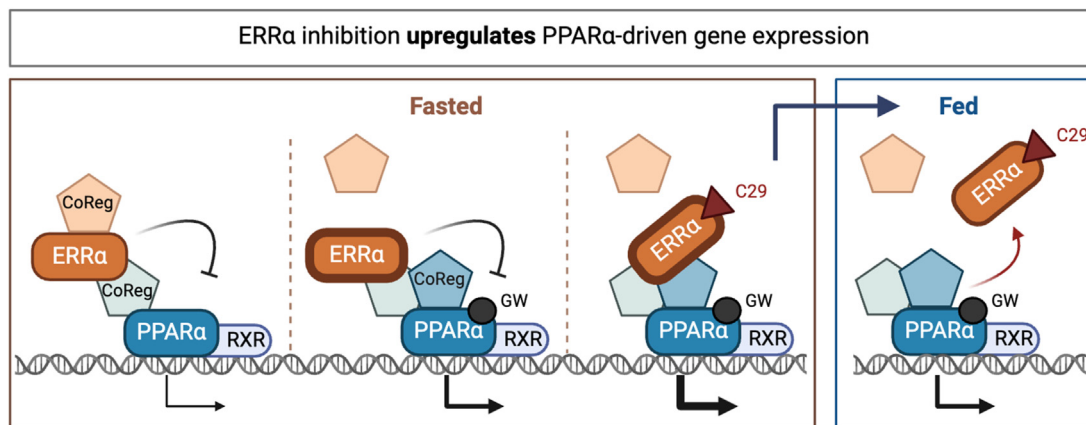 ERRα inhibition upregulates PPARα-driven gene expression
Fasted
CoReg
ERRα
CoReg
PPARα
RXR
ERRα
CoReg
GW
PPARα
RXR
C29
ERRα
GW
PPARα
RXR
Fed
C29
ERRα
GW
PPARα
RXR